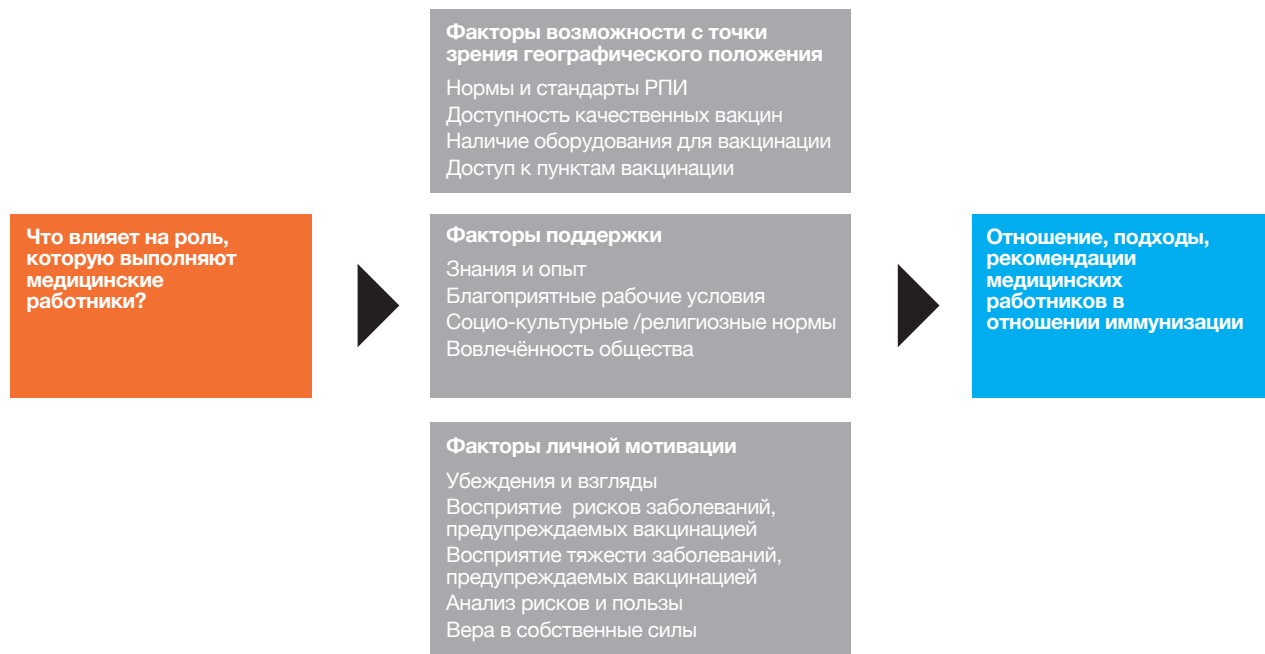 Факторы возможности с точки
зрения географического положения
Нормы и стандарты РПИ
Доступность качественных вакцин
Наличие оборудования для вакцинации
Доступ к пунктам вакцинации
Что влияет на роль,
которую выполняют
медицинские
работники?
Факторы поддержки
Знания и опыт
Благоприятные рабочие условия
Социо-культурные /религиозные нормы
Вовлечённость общества
Отношение, подходы,
рекомендации
медицинских
работников в
отношении иммунизации
Факторы личной мотивации
Убеждения и взгляды
Восприятие  рисков заболеваний,
предупреждаемых вакцинацией
Восприятие тяжести заболеваний,
предупреждаемых вакцинацией
Анализ рисков и пользы
Вера в собственные силы